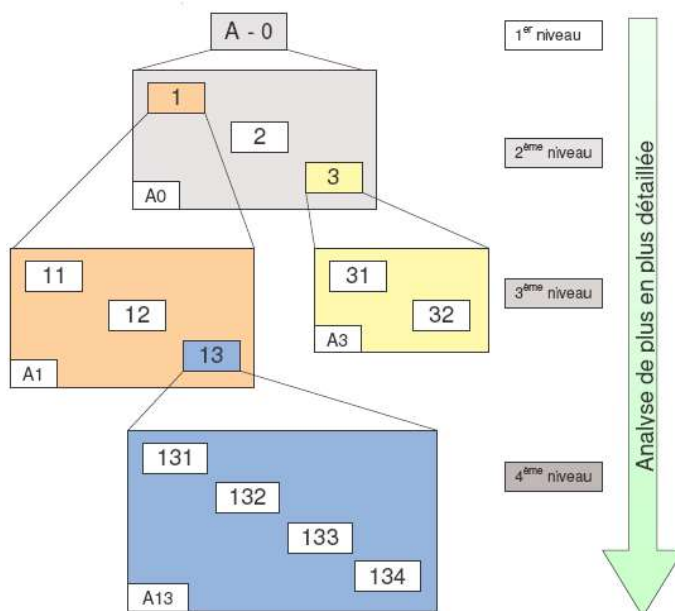 A - 0
1er niveau
1
2
3
A0
2ème niveau
11
12
13
A1
31
32
A3
3ème niveau
131
132
133
134
A13
4ème niveau
Analyse de plus en plus détaillée